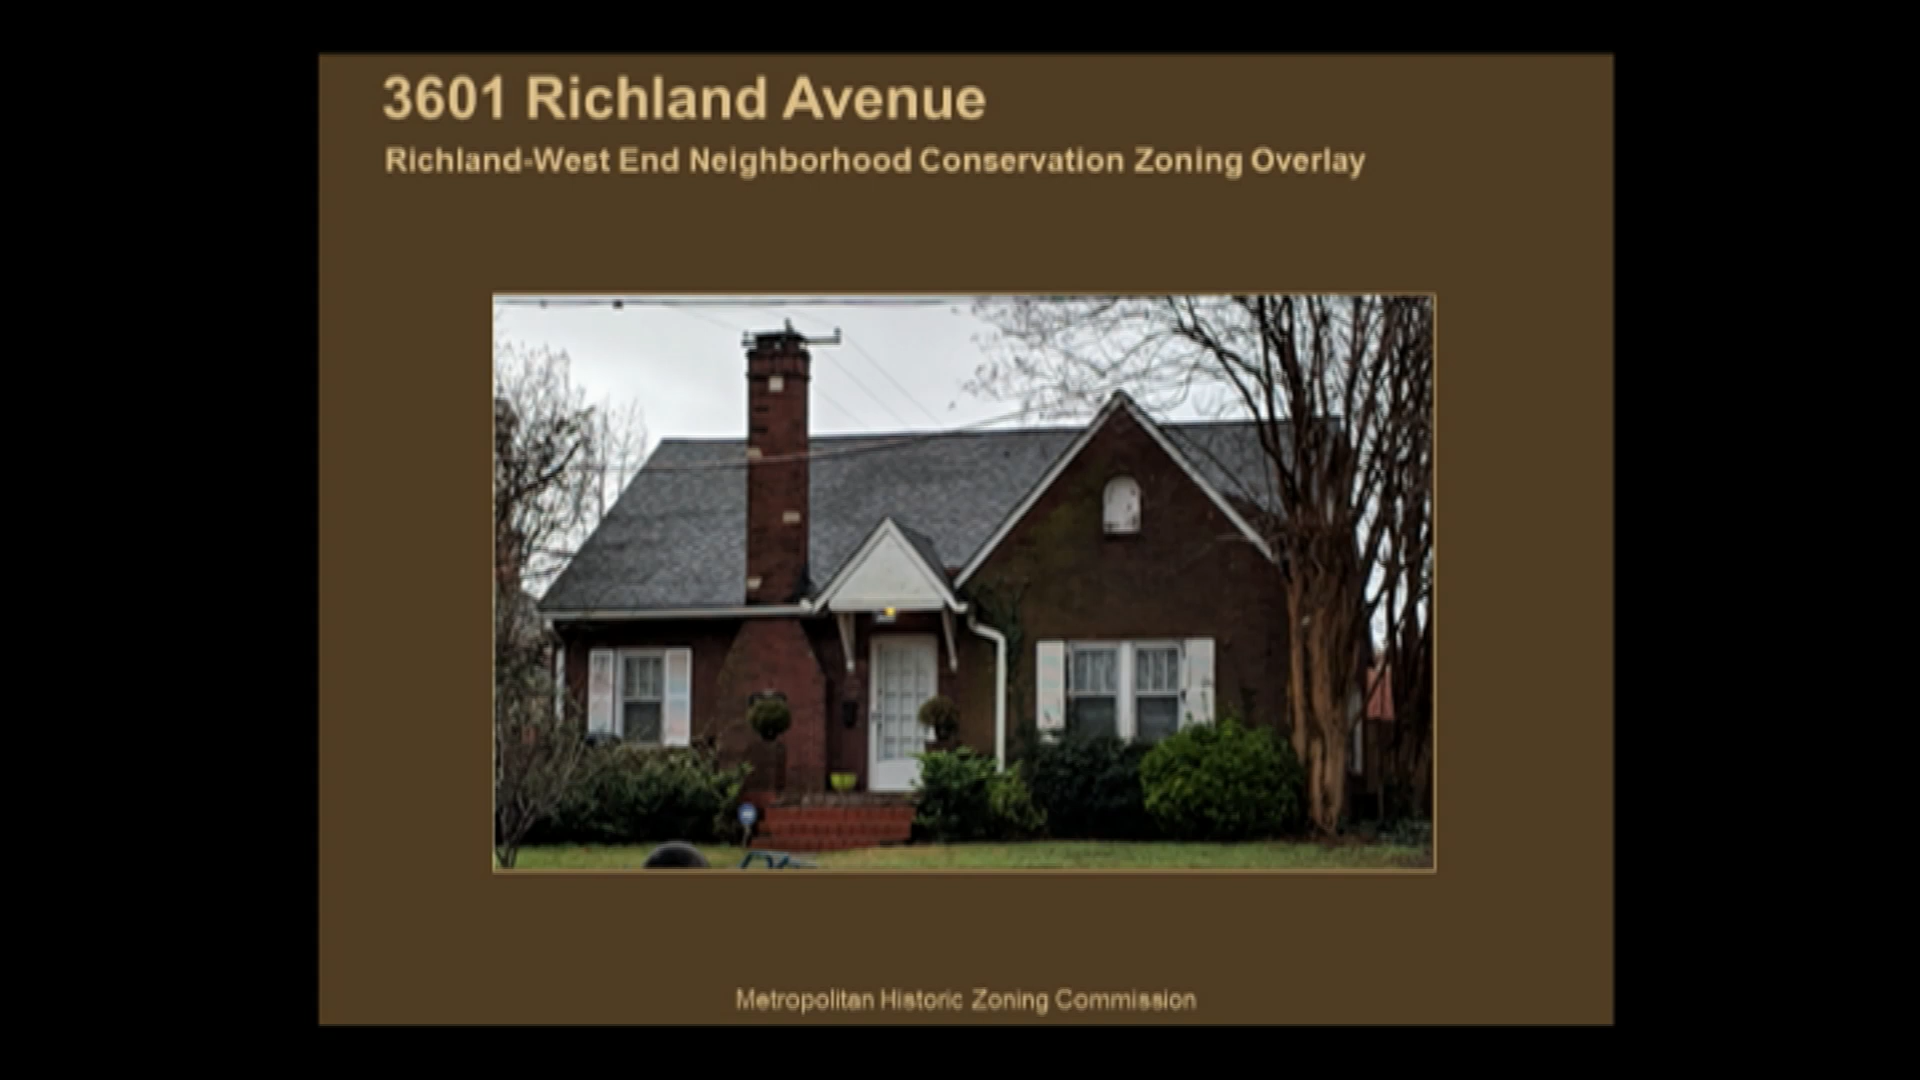 3601 Richland Avenue
Richland-West End Neighborhood Conservation Zoning Overlay
Metropolitan Historic Zoning Commission